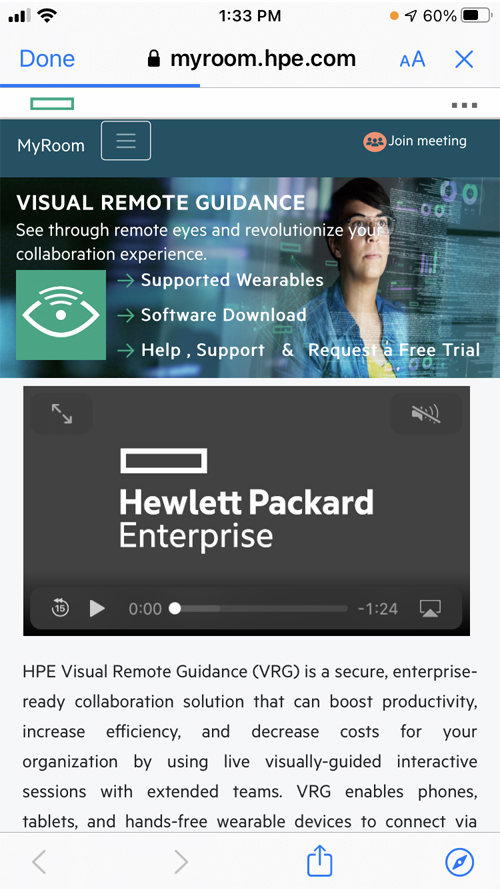 1:33 PM
60%
Done
myroom.hpe.com
AA
MyRoom
Join meeting
VISUAL REMOTE GUIDANCE
See through remote eyes and revolutionize your
collaboration experience.
Supported Wearables
Software Download
Help , Support & Request a Free Trial
Hewlett Packard
Enterprise
15
0:00
-1:24
HPE Visual Remote Guidance (VRG) is a secure, enterprise-
ready collaboration solution that can boost productivity,
increase efficiency, and decrease costs for your
organization by using live visually-guided interactive
sessions with extended teams. VRG enables phones,
tablets, and hands-free wearable devices to connect via